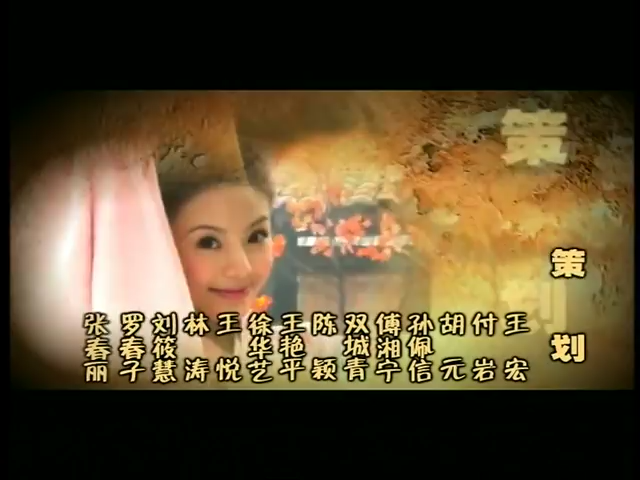 策划
策划
王宏
付岩
胡元
孙佩信
傅湘宁
双城青
陈颖
王艳平
徐华艺
王悦
林涛
刘筱慧
罗春子
张春丽